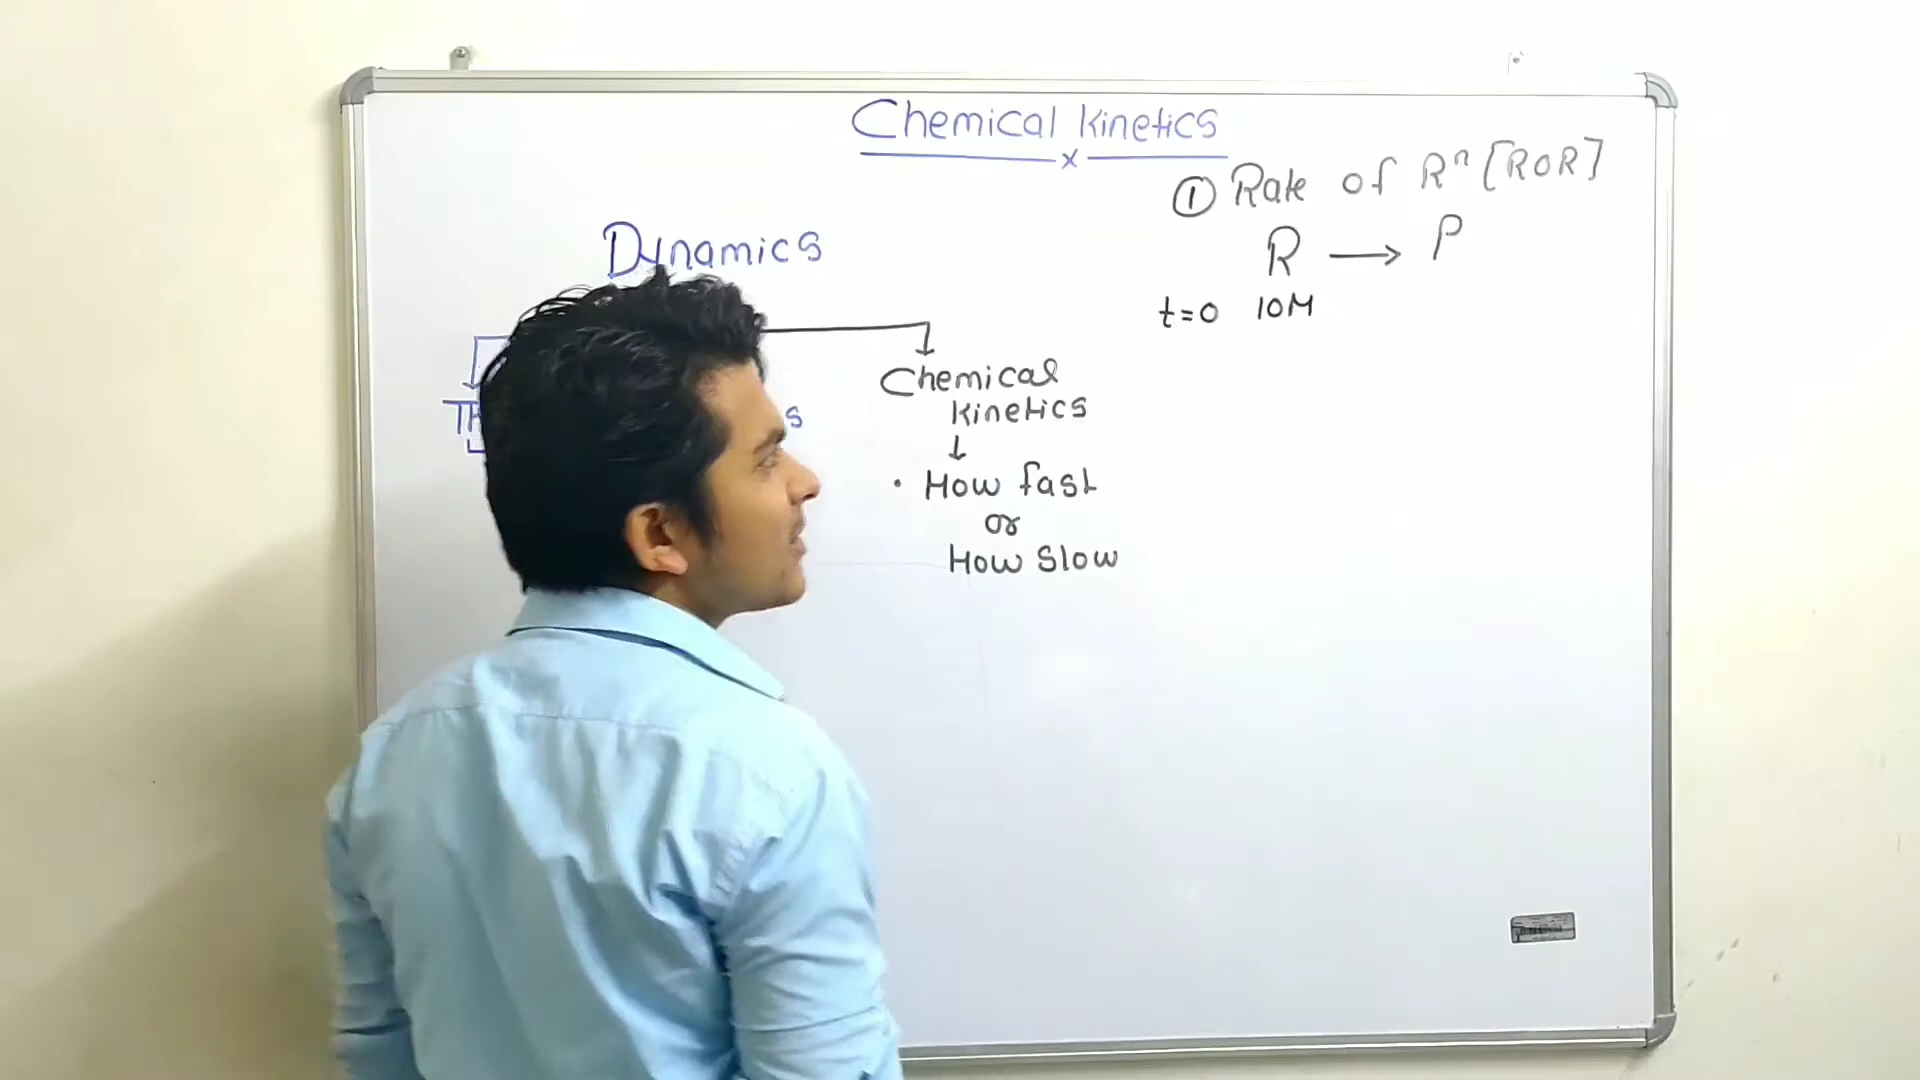 Chemical Kinetics
x
Dynamics
Chemical
Kinetics
• How fast
or
How Slow
① Rate of Rⁿ [ROR]
R ⟶ P
t=0 10M